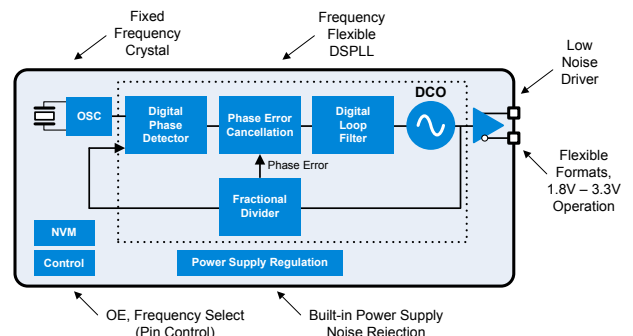 Fixed
Frequency
Crystal
Frequency
Flexible
DSPLL
Low
Noise
Driver
OSC
Digital
Phase
Detector
Phase Error
Cancellation
Digital
Loop
Filter
DCO
Phase Error
Fractional
Divider
Flexible
Formats,
1.8V – 3.3V
Operation
NVM
Control
Power Supply Regulation
OE, Frequency Select
(Pin Control)
Built-in Power Supply
Noise Rejection